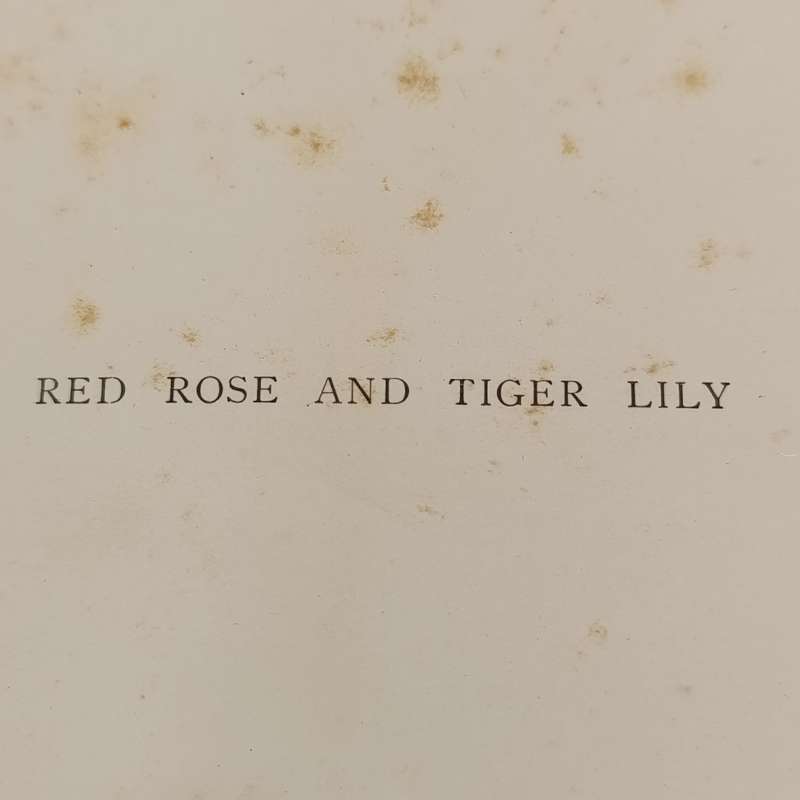 RED ROSE AND TIGER LILY